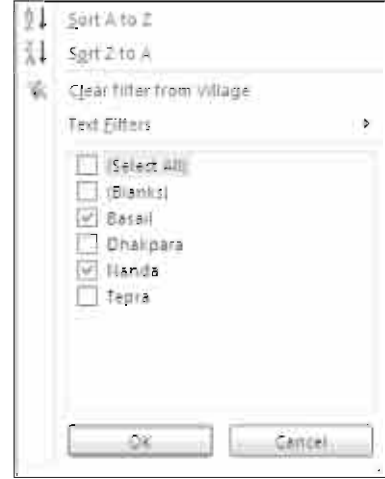 Sort A to Z
Sort Z to A
Clear Filter from Village
Text Filters
(Select All)
(Blanks)
Basail
Dhakpara
Nanda
Tepra
OK
Cancel